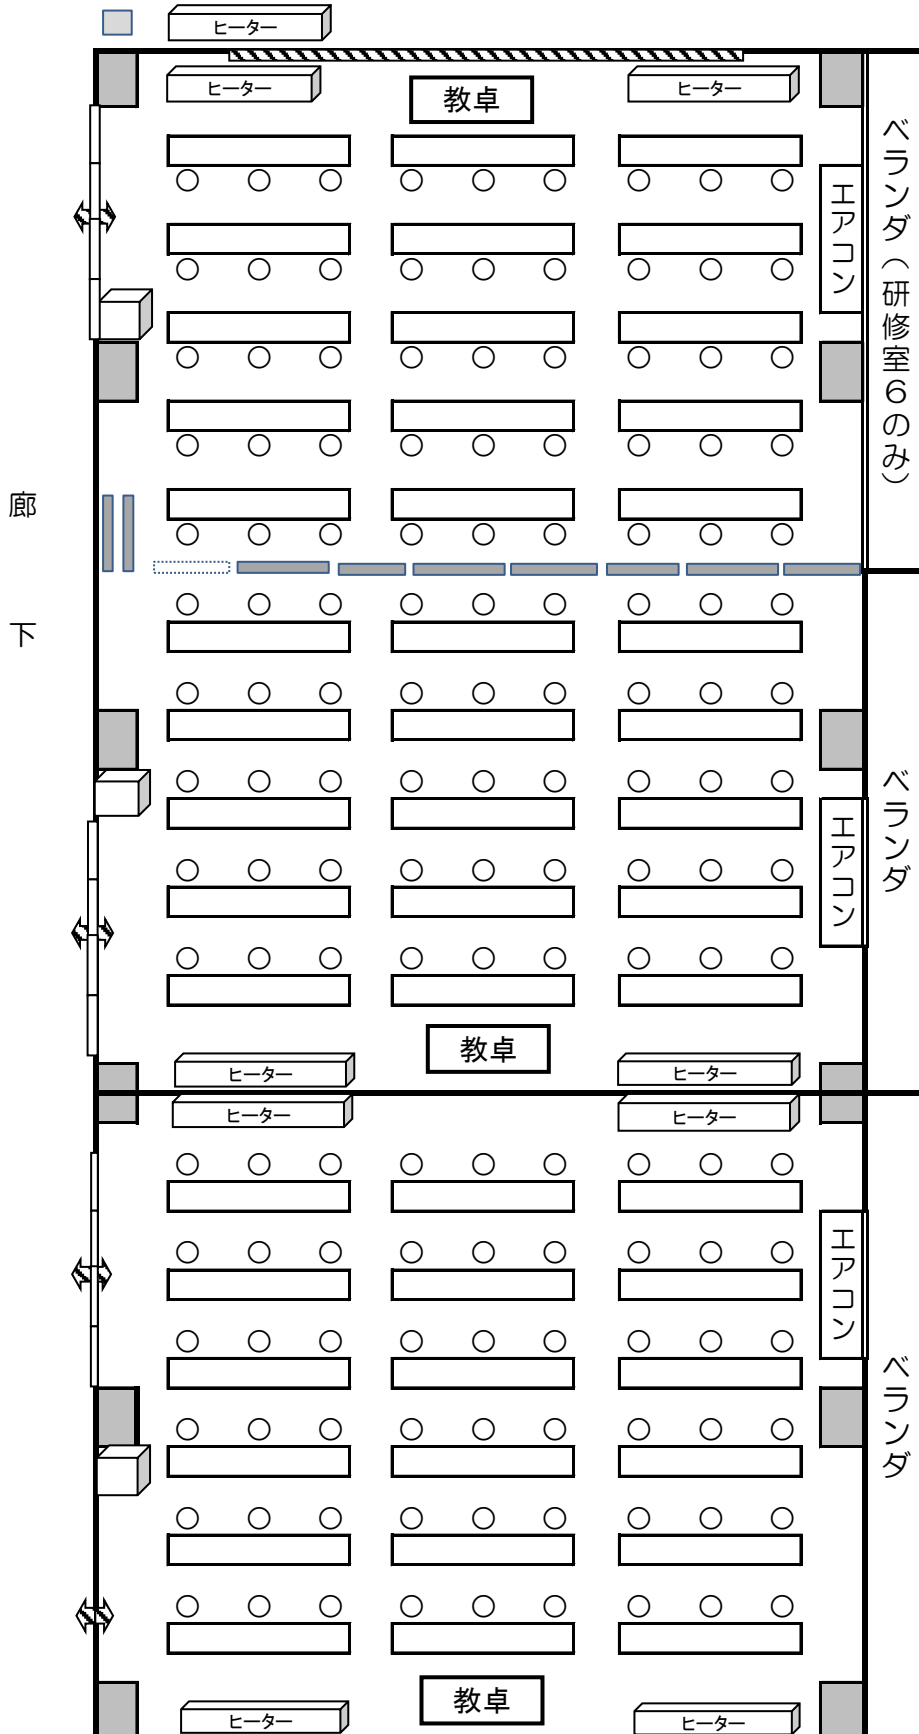 ヒーター
ヒーター
教卓
ヒーター
ベランダ（研修室６のみ）
エアコン
廊
下
ベランダ
エアコン
教卓
ヒーター
ヒーター
ヒーター
ヒーター
エアコン
ベランダ
教卓
ヒーター
ヒーター